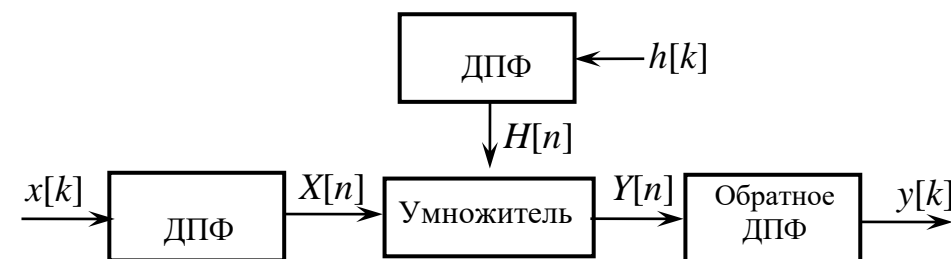 ДПФ
h[k]
H[n]
x[k]
ДПФ
X[n]
Умножитель
Y[n]
Обратное
ДПФ
y[k]